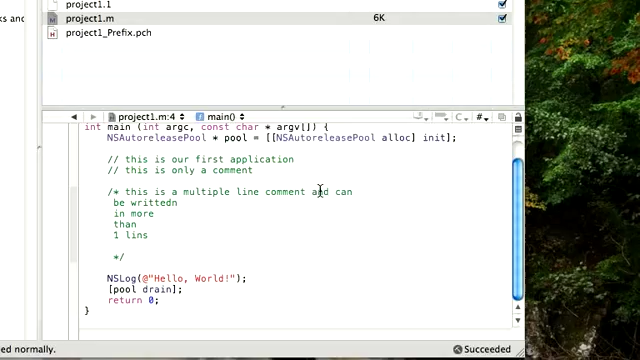 project1.1
ks and
project1.m 6K
project1_Prefix.pch
project1.m:4 main() C #
int main (int argc, const char * argv[]) {
NSAutoreleasePool * pool = [[NSAutoreleasePool alloc] init];
// this is our first application
// this is only a comment
/* this is a multiple line comment and can
be writtedn
in more
than
1 lins
*/
NSLog(@"Hello, World!");
[pool drain];
return 0;
}
ed normally. Succeeded